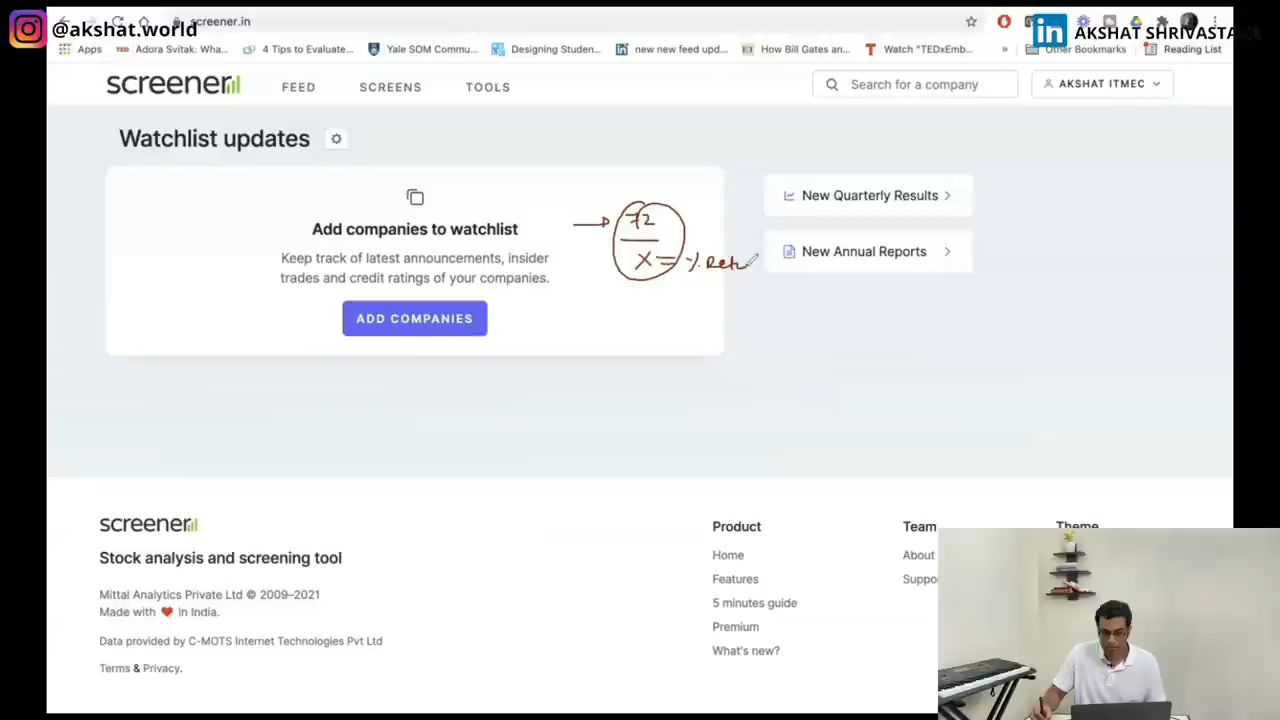 @akshat.world
screener.in
AKSHAT SHRIVASTAVA
Apps
Adora Svitak: Wha...
4 Tips to Evaluate...
Yale SOM Commu...
Designing Studen...
new new feed upd...
How Bill Gates an...
Watch "TEDxEmb...
»
Other Bookmarks
Reading List
screener
FEED
SCREENS
TOOLS
Search for a company
AKSHAT ITMEC
Watchlist updates
Add companies to watchlist
Keep track of latest announcements, insider
trades and credit ratings of your companies.
ADD COMPANIES
72
X = %
New Quarterly Results
New Annual Reports
screener
Stock analysis and screening tool
Mittal Analytics Private Ltd © 2009–2021
Made with ❤ in India.
Data provided by C-MOTS Internet Technologies Pvt Ltd
Terms & Privacy.
Product
Home
Features
5 minutes guide
Premium
What's new?
Team
About
Suppo
Theme